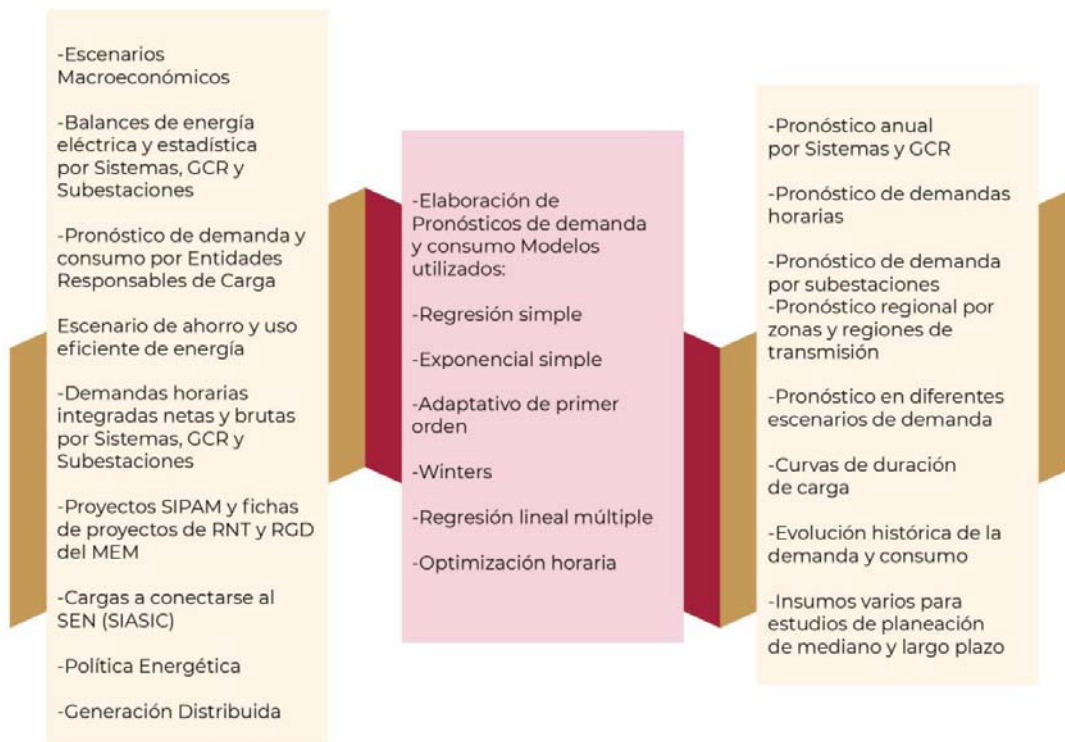 -Escenarios
Macroeconómicos
-Balances de energía
eléctrica y estadística
por Sistemas, GCR y
Subestaciones
-Pronóstico de demanda y
consumo por Entidades
Responsables de Carga
Escenario de ahorro y uso
eficiente de energía
-Demandas horarias
integradas netas y brutas
por Sistemas, GCR y
Subestaciones
-Proyectos SIPAM y fichas
de proyectos de RNT y RGD
del MEM
-Cargas a conectarse al
SEN (SIASIC)
-Política Energética
-Generación Distribuida
-Elaboración de
Pronósticos de demanda
y consumo Modelos
utilizados:
-Regresión simple
-Exponencial simple
-Adaptativo de primer
orden
-Winters
-Regresión lineal múltiple
-Optimización horaria
-Pronóstico anual
por Sistemas y GCR
-Pronóstico de demandas
horarias
-Pronóstico de demanda
por subestaciones
-Pronóstico regional por
zonas y regiones de
transmisión
-Pronóstico en diferentes
escenarios de demanda
-Curvas de duración
de carga
-Evolución histórica de la
demanda y consumo
-Insumos varios para
estudios de planeación
de mediano y largo plazo